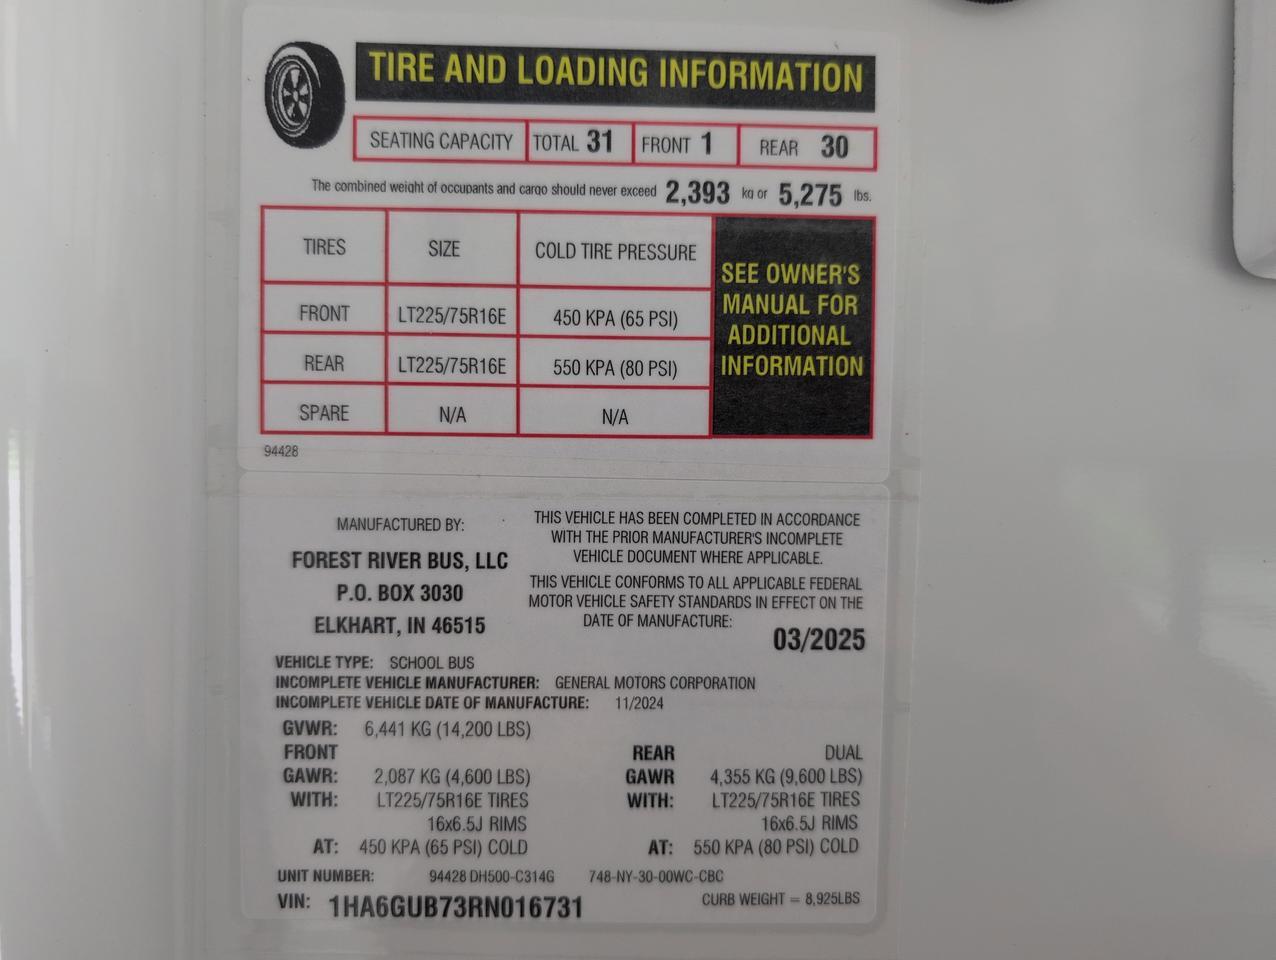 TIRE AND LOADING INFORMATION
SEATING CAPACITY TOTAL 31 FRONT 1 REAR 30
The combined weight of occupants and cargo should never exceed 2,393 kg or 5,275 lbs.
TIRES SIZE COLD TIRE PRESSURE
FRONT LT225/75R16E 450 KPA (65 PSI)
REAR LT225/75R16E 550 KPA (80 PSI)
SPARE N/A N/A
SEE OWNER'S
MANUAL FOR
ADDITIONAL
INFORMATION
94428
MANUFACTURED BY:
FOREST RIVER BUS, LLC
P.O. BOX 3030
ELKHART, IN 46515
THIS VEHICLE HAS BEEN COMPLETED IN ACCORDANCE
WITH THE PRIOR MANUFACTURER'S INCOMPLETE
VEHICLE DOCUMENT WHERE APPLICABLE.
THIS VEHICLE CONFORMS TO ALL APPLICABLE FEDERAL
MOTOR VEHICLE SAFETY STANDARDS IN EFFECT ON THE
DATE OF MANUFACTURE:
03/2025
VEHICLE TYPE: SCHOOL BUS
INCOMPLETE VEHICLE MANUFACTURER: GENERAL MOTORS CORPORATION
INCOMPLETE VEHICLE DATE OF MANUFACTURE: 11/2024
GVWR: 6,441 KG (14,200 LBS)
FRONT REAR DUAL
GAWR: 2,087 KG (4,600 LBS) GAWR 4,355 KG (9,600 LBS)
WITH: LT225/75R16E TIRES WITH: LT225/75R16E TIRES
16x6.5J RIMS 16x6.5J RIMS
AT: 450 KPA (65 PSI) COLD AT: 550 KPA (80 PSI) COLD
UNIT NUMBER: 94428 DH500-C314G 748-NY-30-00WC-CBC
VIN: 1HA6GUB73RN016731 CURB WEIGHT = 8,925LBS